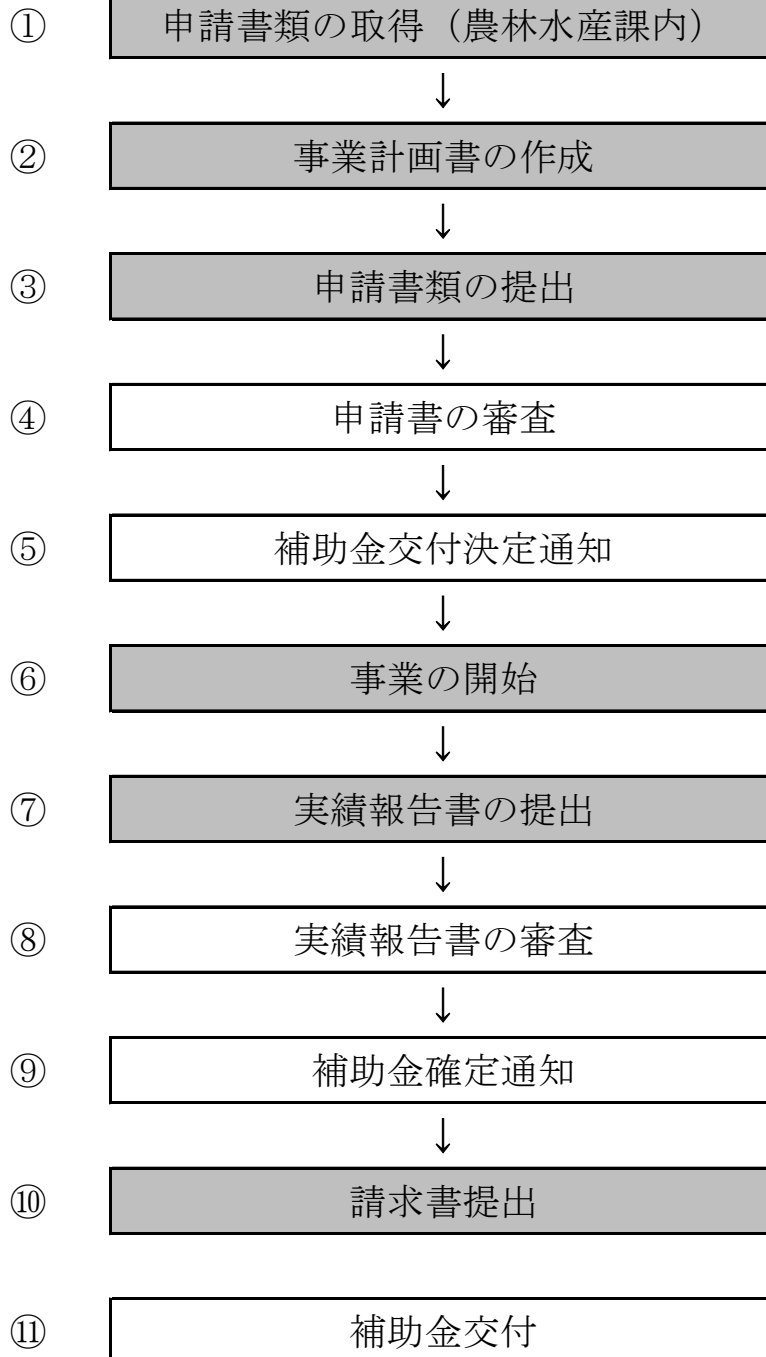 ① 申請書類の取得（農林水産課内）
↓
② 事業計画書の作成
↓
③ 申請書類の提出
↓
④ 申請書の審査
↓
⑤ 補助金交付決定通知
↓
⑥ 事業の開始
↓
⑦ 実績報告書の提出
↓
⑧ 実績報告書の審査
↓
⑨ 補助金確定通知
↓
⑩ 請求書提出
⑪ 補助金交付